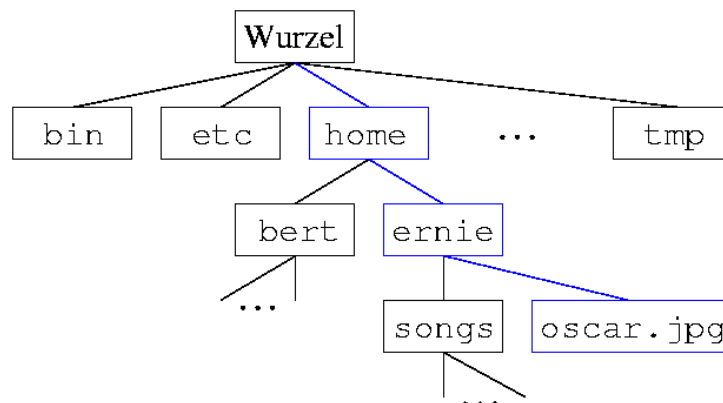 Wurzel
bin etc home ... tmp
bert ernie
...
songs oscar.jpg
...